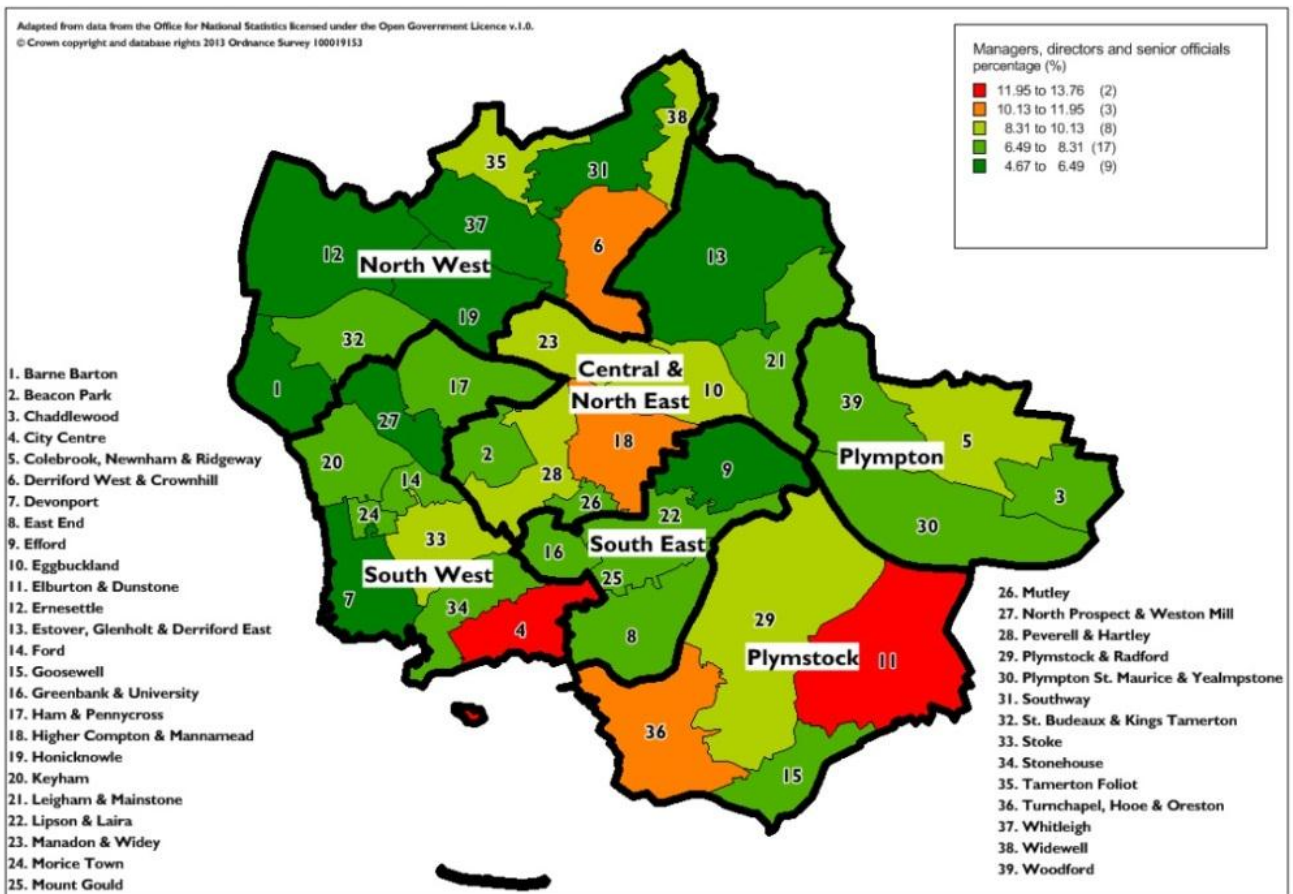 Adapted from data from the Office for National Statistics licensed under the Open Government Licence v.1.0.
© Crown copyright and database rights 2013 Ordnance Survey 100019153
Managers, directors and senior officials
percentage (%)
11.95 to 13.76 (2)
10.13 to 11.95 (3)
8.31 to 10.13 (8)
6.49 to 8.31 (17)
4.67 to 6.49 (9)
38
35
31
37
12
North West
6
13
19
32
23
Central &
North East
21
1
17
10
39
27
18
5
Plympton
20
2
9
14
28
3
24
26
22
30
33
16
South East
South West
25
7
34
4
8
29
Plymstock
11
36
15
1. Barne Barton
2. Beacon Park
3. Chaddlewood
4. City Centre
5. Colebrook, Newnham & Ridgeway
6. Derriford West & Crownhill
7. Devonport
8. East End
9. Efford
10. Eggbuckland
11. Elburton & Dunstone
12. Ernesettle
13. Estover, Glenholt & Derriford East
14. Ford
15. Goosewell
16. Greenbank & University
17. Ham & Pennycross
18. Higher Compton & Mannamead
19. Honicknowle
20. Keyham
21. Leigham & Mainstone
22. Lipson & Laira
23. Manadon & Widey
24. Morice Town
25. Mount Gould
26. Mutley
27. North Prospect & Weston Mill
28. Peverell & Hartley
29. Plymstock & Radford
30. Plympton St. Maurice & Yealmpstone
31. Southway
32. St. Budeaux & Kings Tamerton
33. Stoke
34. Stonehouse
35. Tamerton Foliot
36. Turnchapel, Hooe & Oreston
37. Whitleigh
38. Widewell
39. Woodford